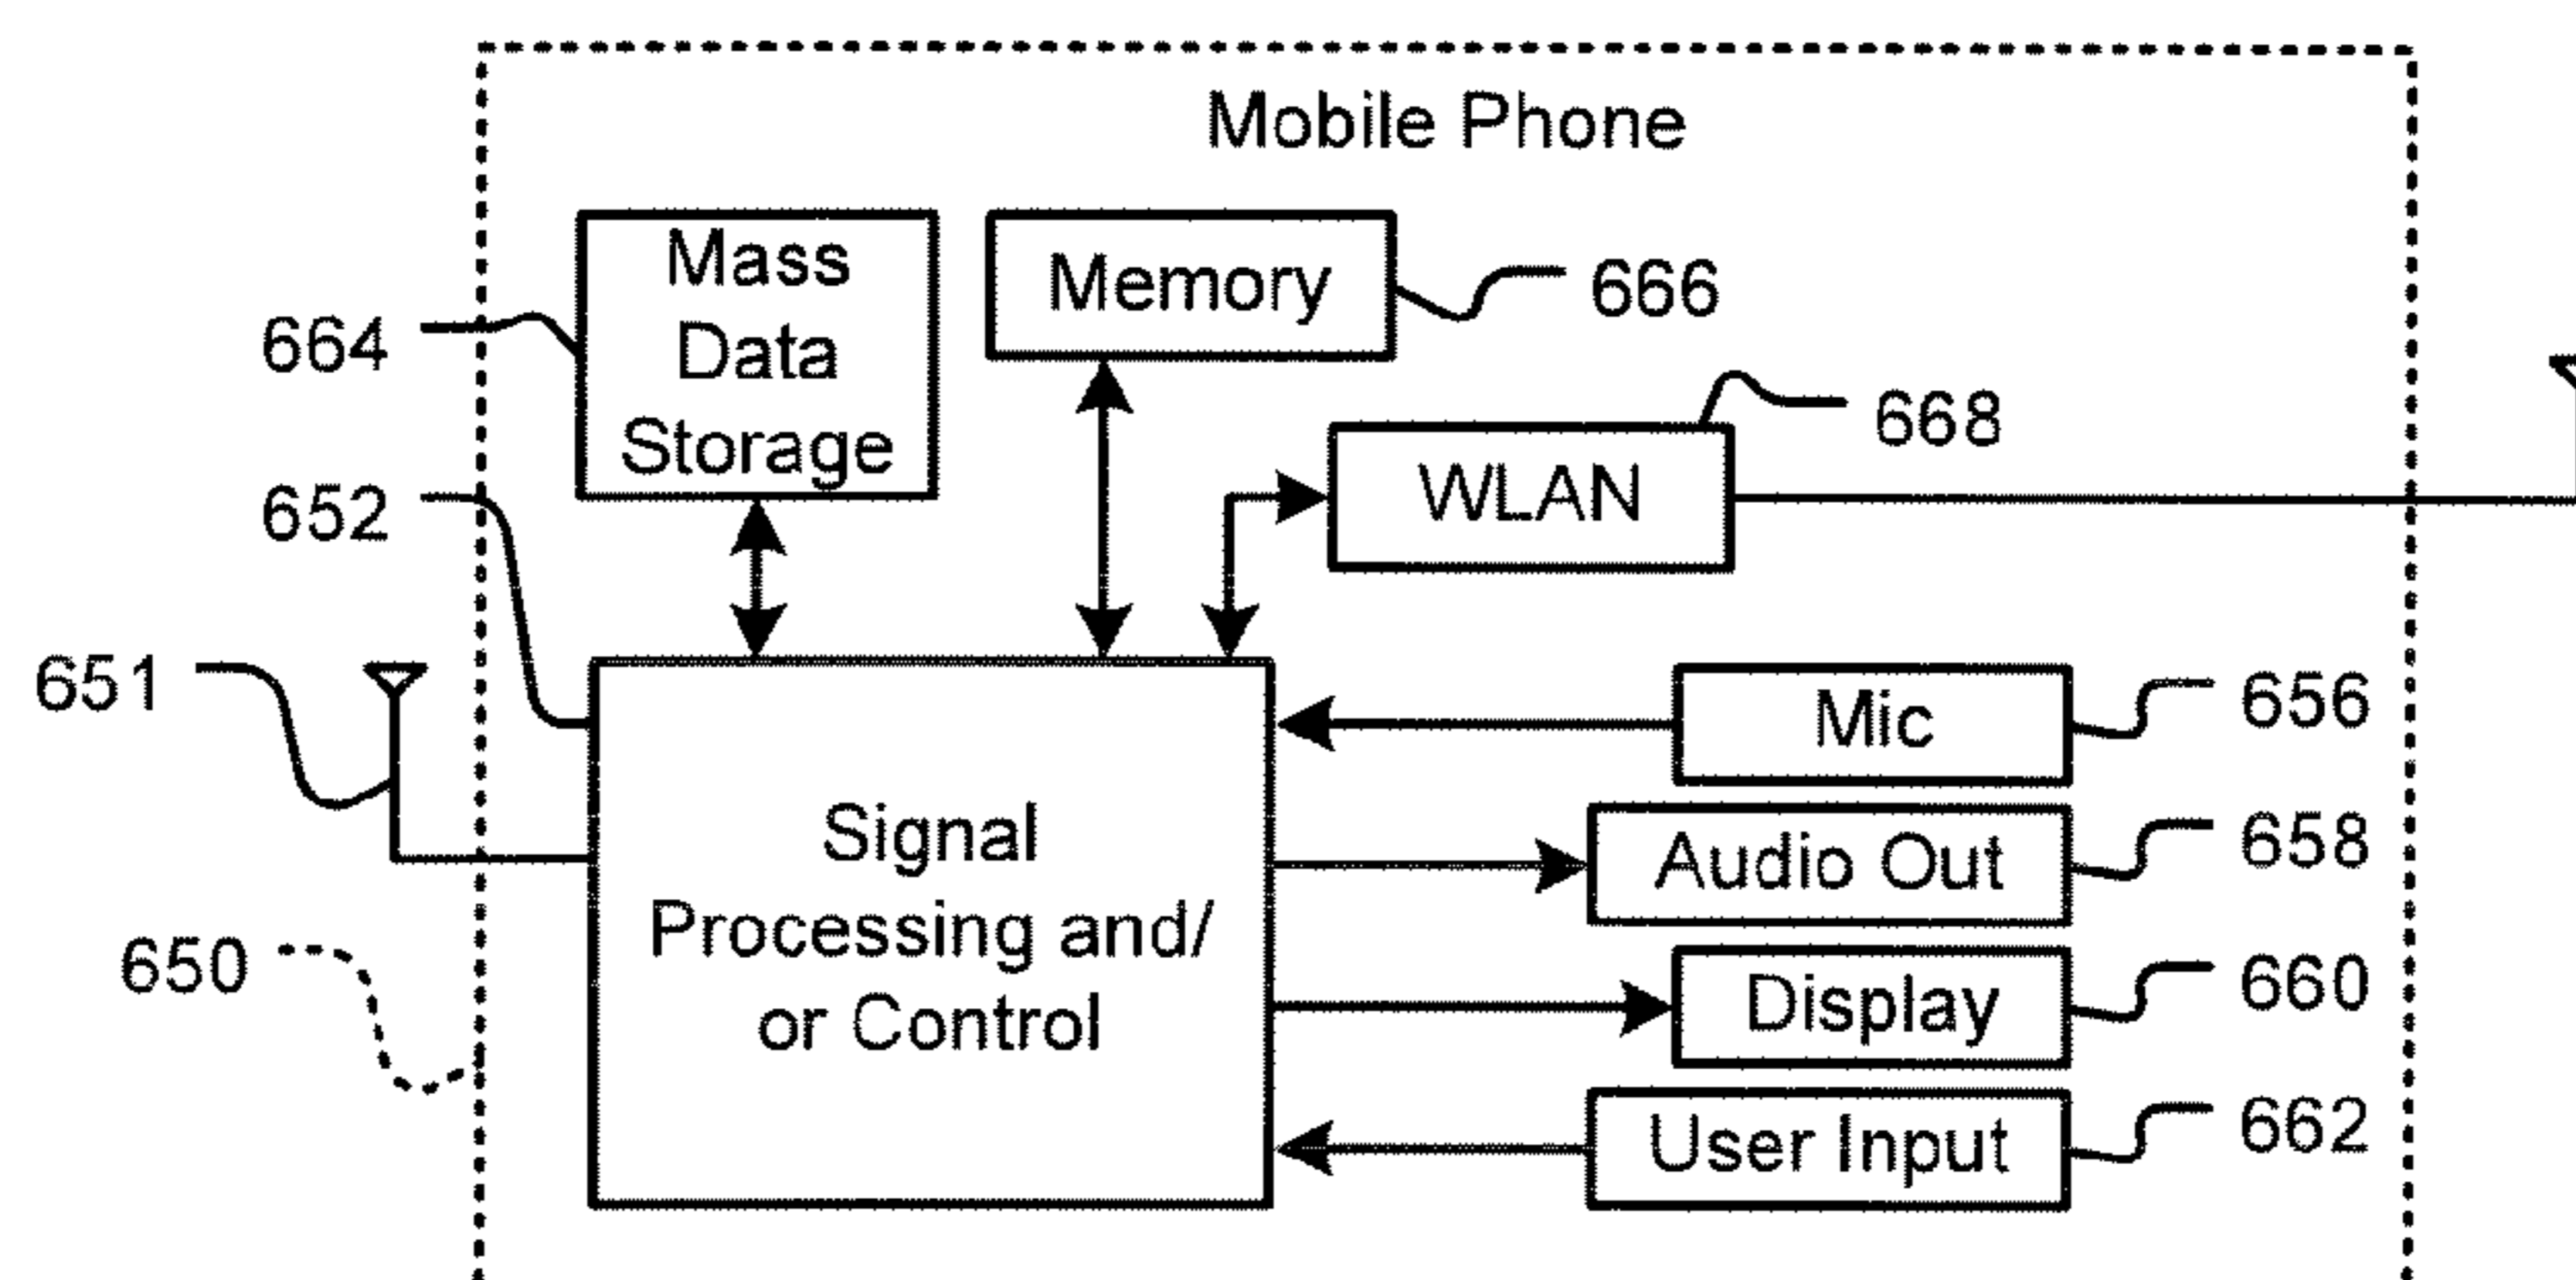 Mobile Phone
Mass
Data
Storage
Memory
666
664
668
WLAN
652
651
Mic
656
Signal
Processing and/
or Control
Audio Out
658
650
Display
660
User Input
662